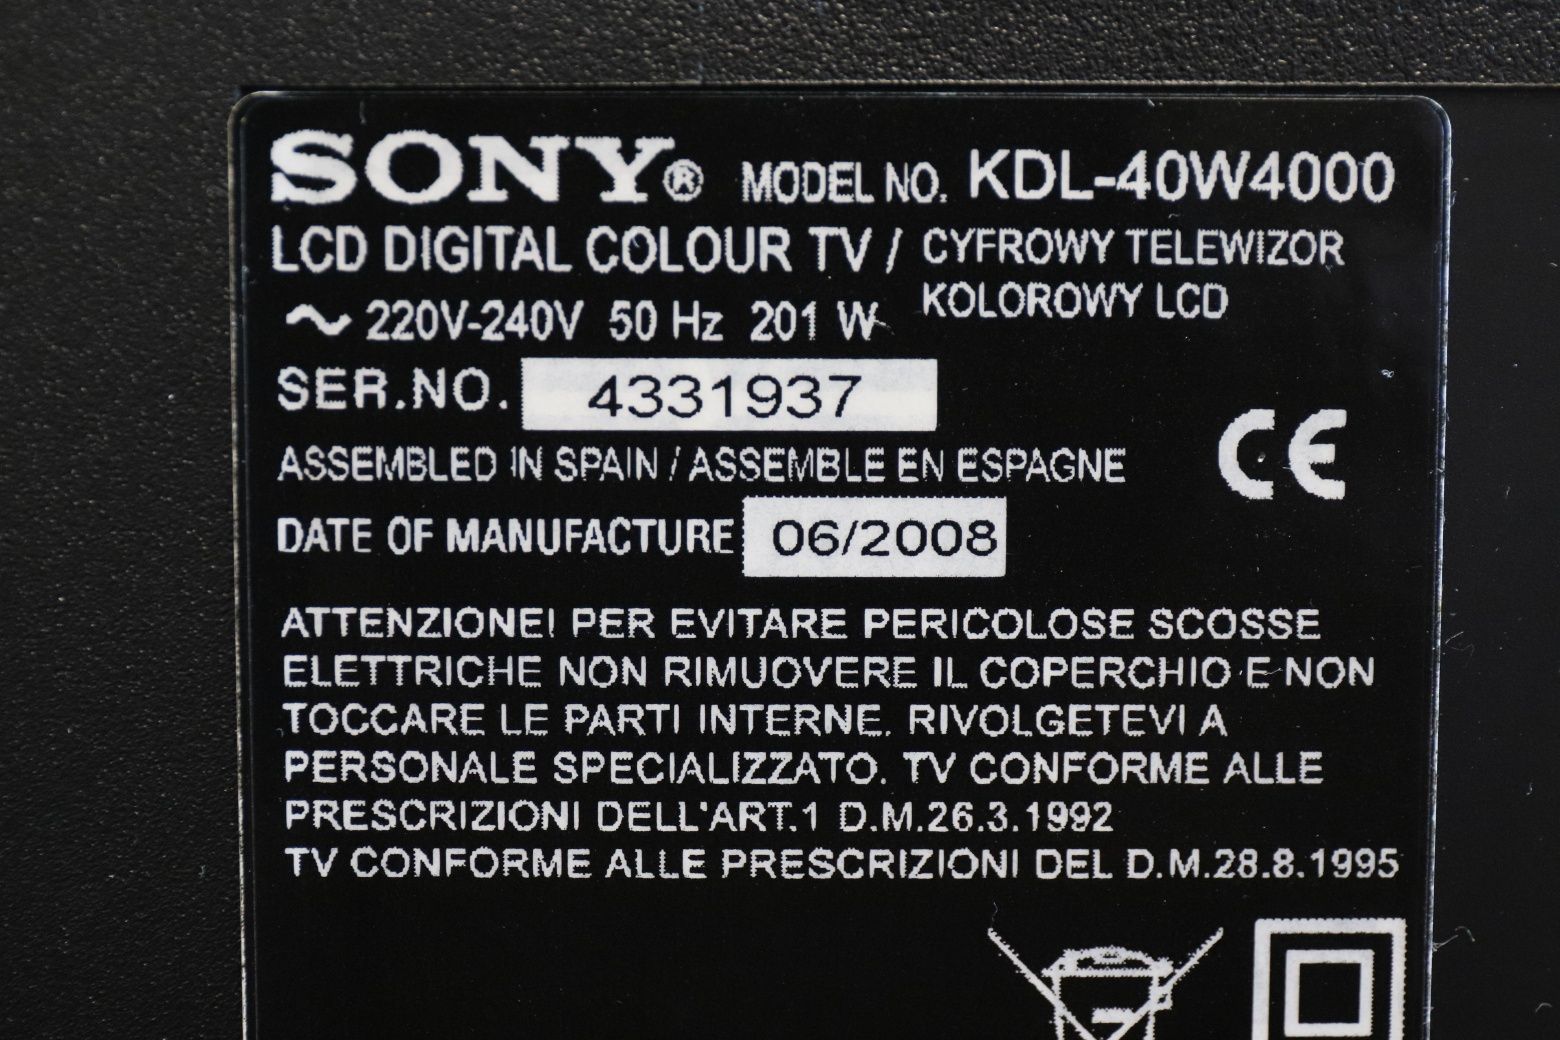 SONY® MODEL NO. KDL-40W4000
LCD DIGITAL COLOUR TV / CYFROWY TELEWIZOR
KOLOROWY LCD
~ 220V-240V 50 Hz 201 W
SER.NO. 4331937
ASSEMBLED IN SPAIN / ASSEMBLE EN ESPAGNE
CE
DATE OF MANUFACTURE 06/2008
ATTENZIONE! PER EVITARE PERICOLOSE SCOSSE
ELETTRICHE NON RIMUOVERE IL COPERCHIO E NON
TOCCARE LE PARTI INTERNE. RIVOLGETEVI A
PERSONALE SPECIALIZZATO. TV CONFORME ALLE
PRESCRIZIONI DELL'ART.1 D.M.26.3.1992
TV CONFORME ALLE PRESCRIZIONI DEL D.M.28.8.1995